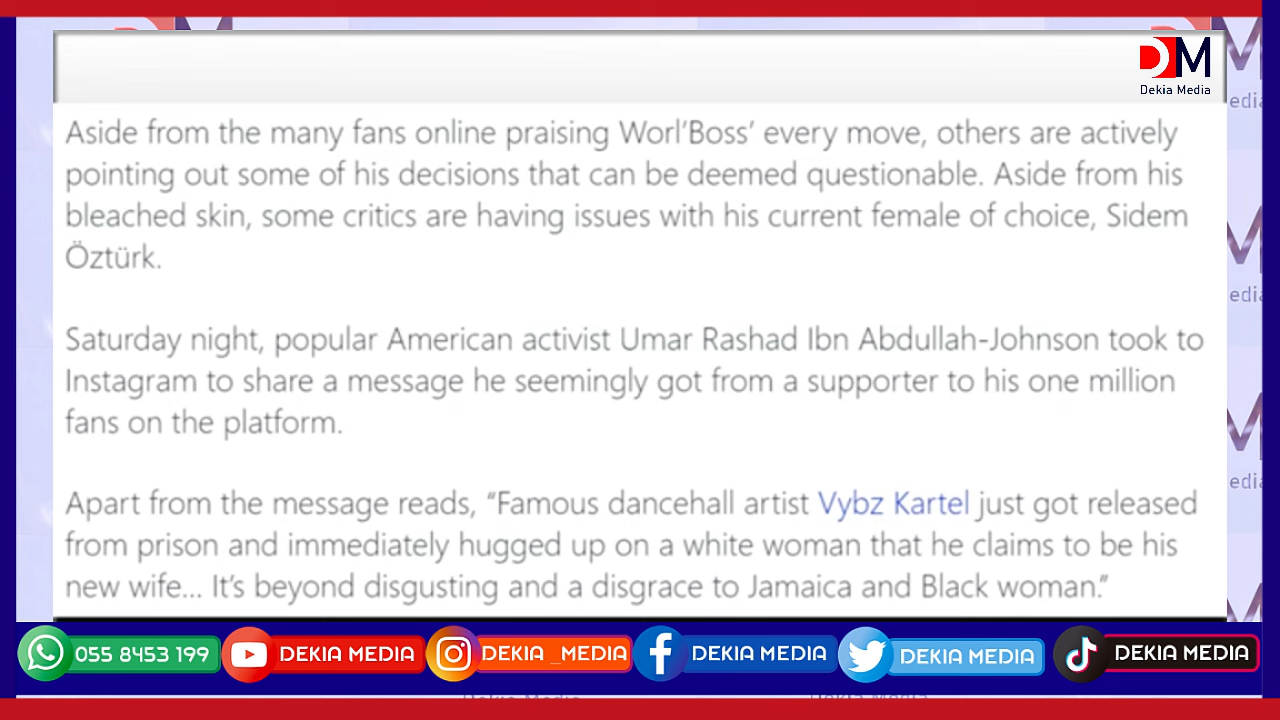 DM
Dekia Media
Aside from the many fans online praising Worl’Boss’ every move, others are actively
pointing out some of his decisions that can be deemed questionable. Aside from his
bleached skin, some critics are having issues with his current female of choice, Sidem
Öztürk.
Saturday night, popular American activist Umar Rashad Ibn Abdullah-Johnson took to
Instagram to share a message he seemingly got from a supporter to his one million
fans on the platform.
Apart from the message reads, “Famous dancehall artist Vybz Kartel just got released
from prison and immediately hugged up on a white woman that he claims to be his
new wife... It’s beyond disgusting and a disgrace to Jamaica and Black woman.”
055 8453 199
DEKIA MEDIA
DEKIA _MEDIA
DEKIA MEDIA
DEKIA MEDIA
DEKIA MEDIA